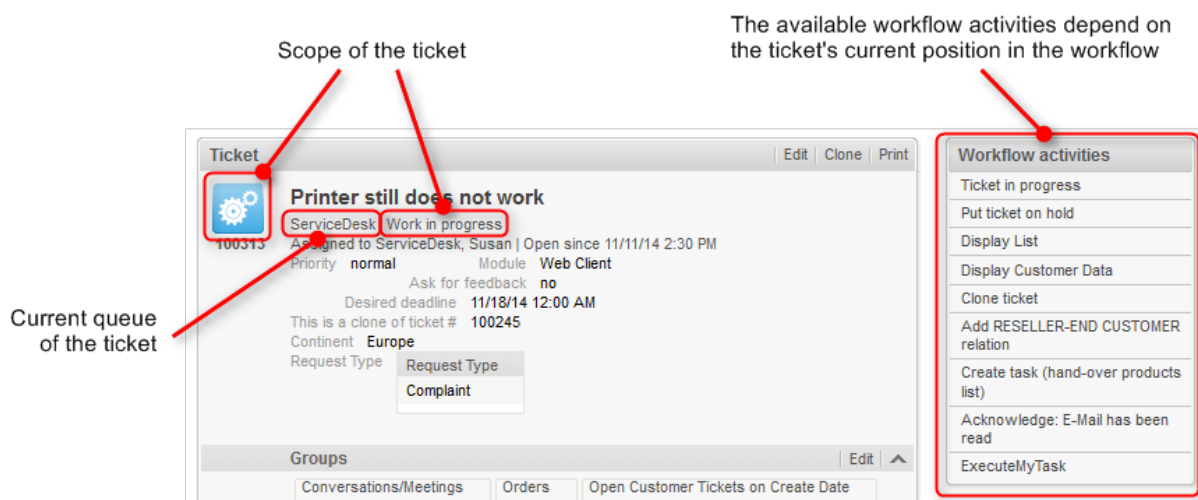 The available workflow activities depend on
the ticket's current position in the workflow
Scope of the ticket
Ticket Edit Clone Print
Printer still does not work
ServiceDesk Work in progress
100313 Assigned to ServiceDesk, Susan | Open since 11/11/14 2:30 PM
Priority normal Module Web Client
Ask for feedback no
Desired deadline 11/18/14 12:00 AM
This is a clone of ticket # 100245
Continent Europe
Request Type Request Type
Complaint
Current queue
of the ticket
Groups Edit
Conversations/Meetings Orders Open Customer Tickets on Create Date
Workflow activities
Ticket in progress
Put ticket on hold
Display List
Display Customer Data
Clone ticket
Add RESELLER-END CUSTOMER
relation
Create task (hand-over products
list)
Acknowledge: E-Mail has been
read
ExecuteMyTask